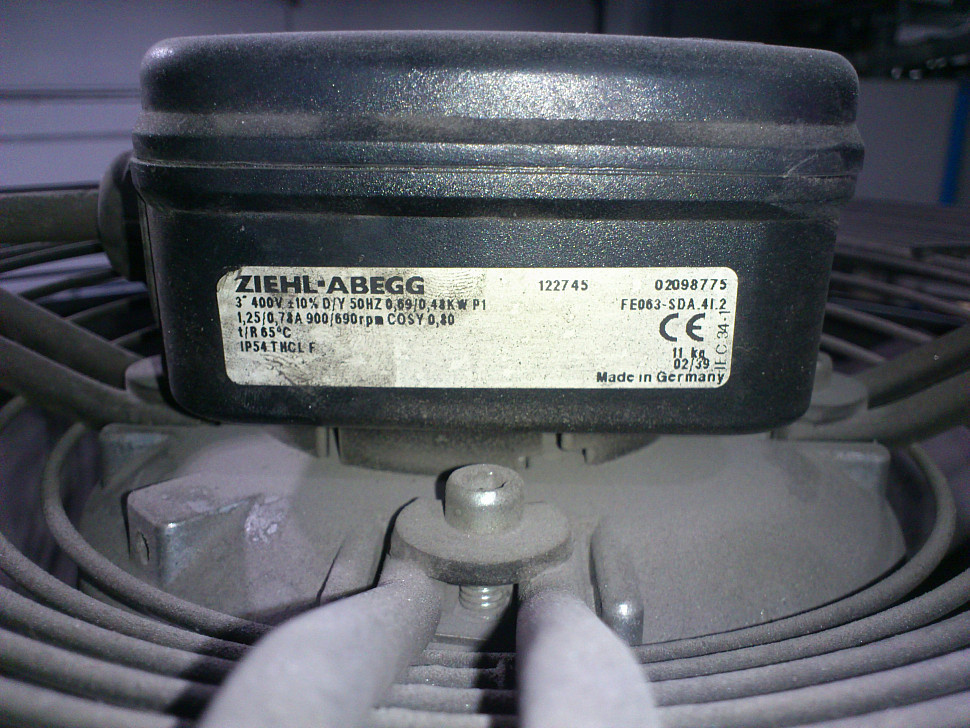 ZIEHL-ABEGG 122745 02098775
3~ 400V ±10% D/Y 50HZ 0,69/0,48KW P1 FE063-SDA.4I.2
1,25/0,78A 900/690rpm COSY 0,80
t/R 65°C CE
IP54 THCL F 11 kg
02/39
Made in Germany
IEC 34-1